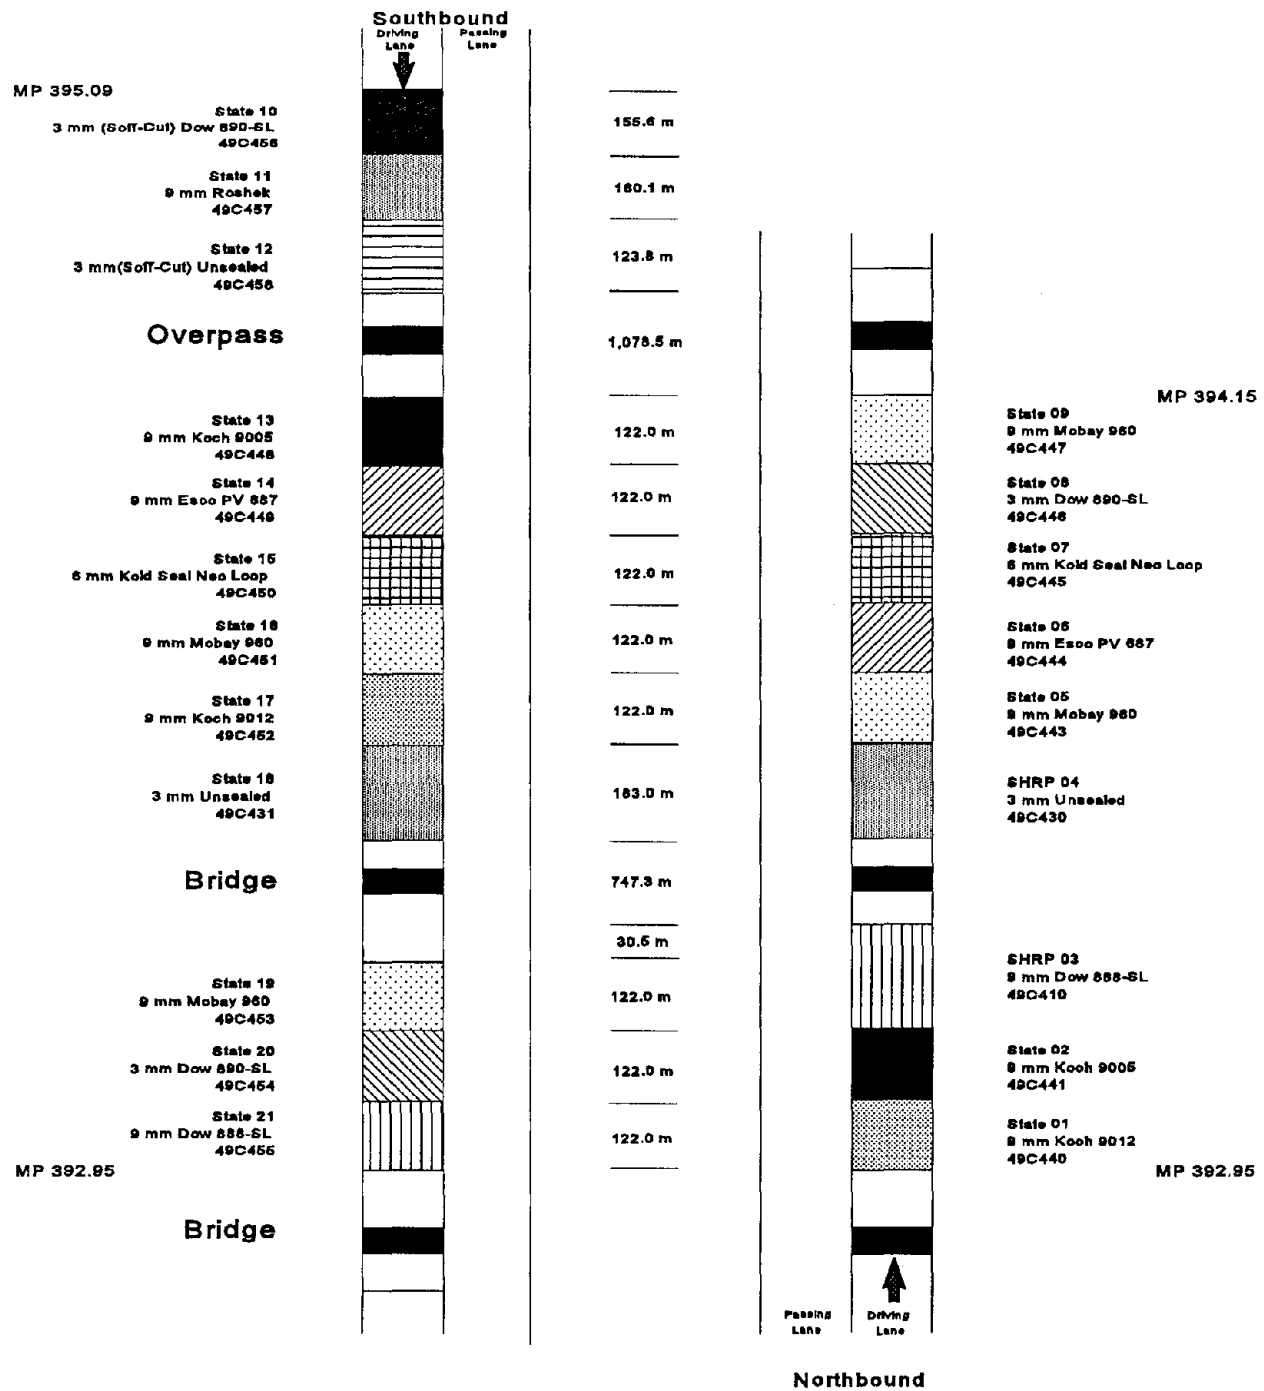 Southbound
Driving Lane
Passing Lane
MP 395.09
State 10
3 mm (Soff-Cut) Dow 890-SL
49C456
155.6 m
State 11
9 mm Roshek
49C457
160.1 m
State 12
3 mm(Soff-Cut) Unsealed
49C458
123.8 m
Overpass
1,078.5 m
MP 394.15
State 13
9 mm Koch 9005
49C448
122.0 m
State 09
9 mm Mobay 960
49C447
State 14
9 mm Esco PV 687
49C449
122.0 m
State 08
3 mm Dow 890-SL
49C446
State 15
6 mm Kold Seal Neo Loop
49C450
122.0 m
State 07
6 mm Kold Seal Neo Loop
49C445
State 16
9 mm Mobay 960
49C451
122.0 m
State 06
9 mm Esco PV 687
49C444
State 17
9 mm Koch 9012
49C452
122.0 m
State 05
9 mm Mobay 960
49C443
State 18
3 mm Unsealed
49C431
183.0 m
SHRP 04
3 mm Unsealed
49C430
Bridge
747.3 m
30.5 m
SHRP 03
9 mm Dow 888-SL
49C410
State 19
9 mm Mobay 960
49C453
122.0 m
State 20
3 mm Dow 890-SL
49C454
122.0 m
State 02
9 mm Koch 9005
49C441
State 21
9 mm Dow 888-SL
49C455
122.0 m
State 01
9 mm Koch 9012
49C440
MP 392.95
MP 392.95
Bridge
Passing Lane
Driving Lane
Northbound